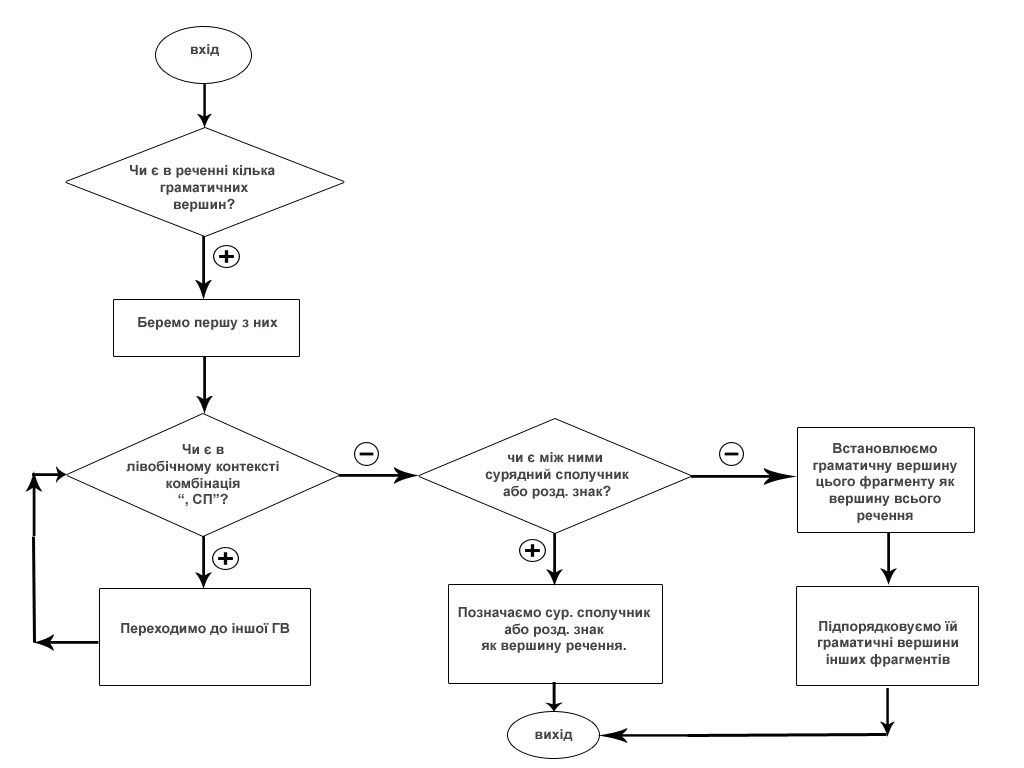 вхід
Чи є в реченні кілька
граматичних
вершин?
+
Беремо першу з них
Чи є в
лівобічному контексті
комбінація
“, СП”?
−
чи є між ними
сурядний сполучник
або розд. знак?
−
Встановлюємо
граматичну вершину
цього фрагменту як
вершину всього
речення
+
Переходимо до іншої ГВ
+
Позначаємо сур. сполучник
або розд. знак
як вершину речення.
Підпорядковуємо їй
граматичні вершини
інших фрагментів
вихід